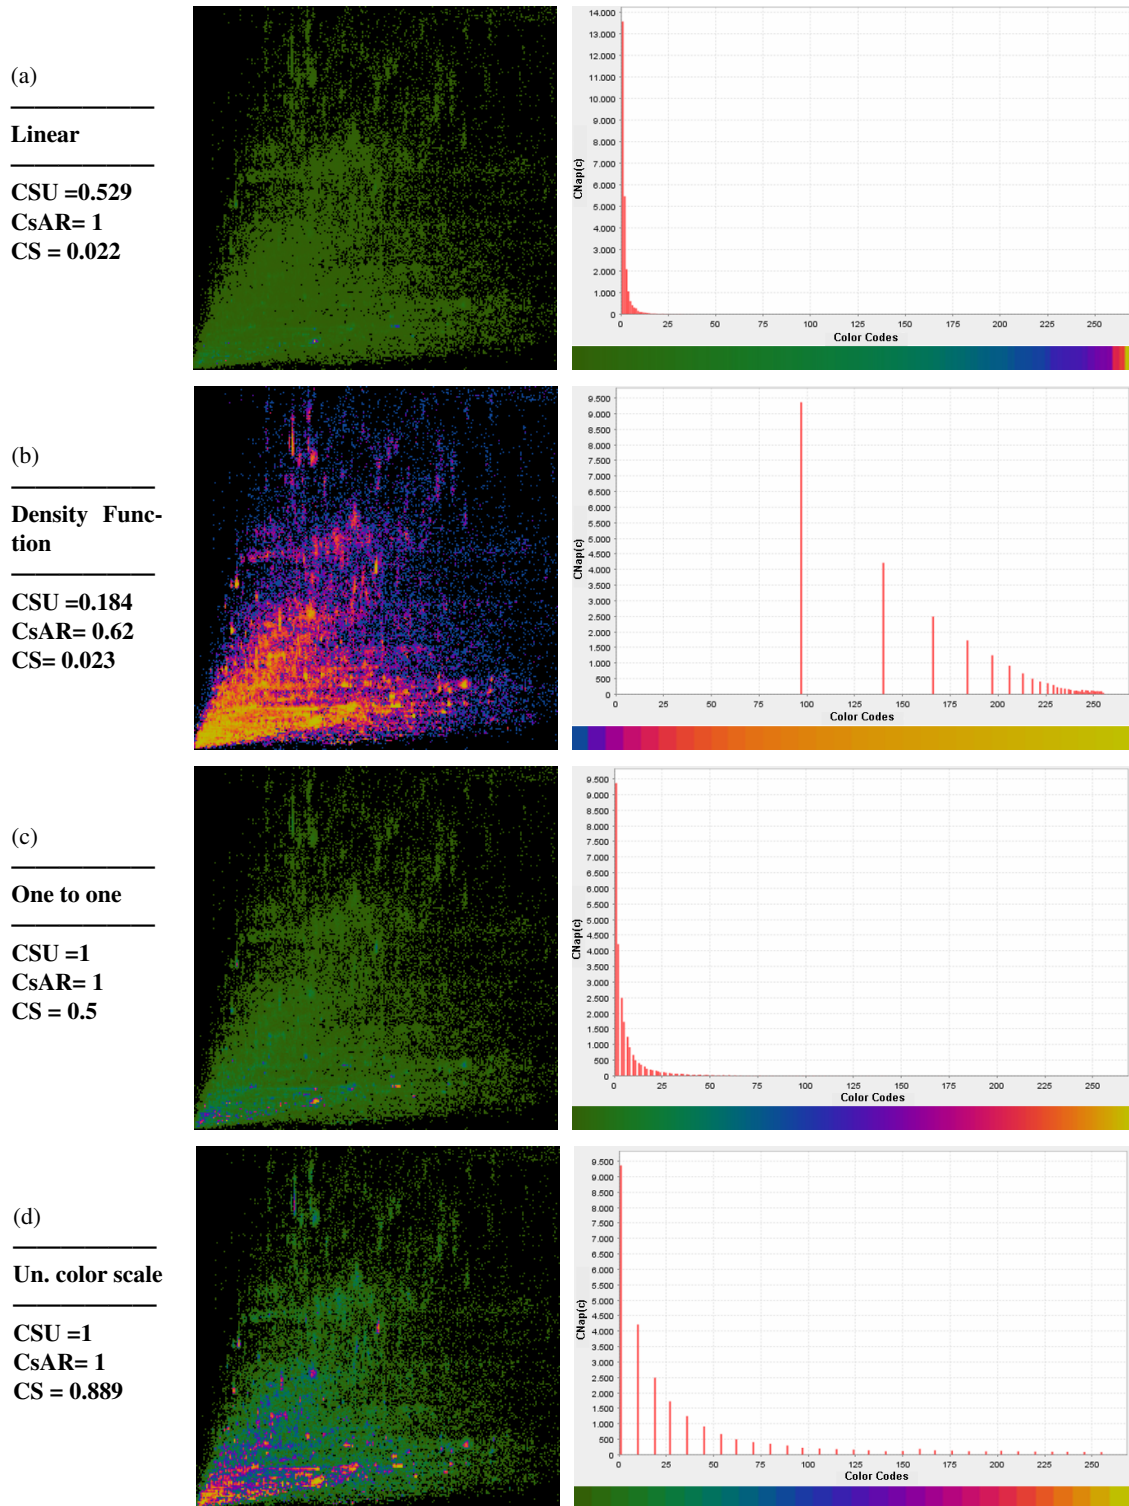 (a)
Linear
CSU =0.529
CsAR= 1
CS = 0.022
14.000
13.000
12.000
11.000
10.000
9.000
8.000
7.000
6.000
5.000
4.000
3.000
2.000
1.000
0
CNap(c)
0 25 50 75 100 125 150 175 200 225 250
Color Codes
(b)
Density Func-
tion
CSU =0.184
CsAR= 0.62
CS= 0.023
9.500
9.000
8.500
8.000
7.500
7.000
6.500
6.000
5.500
5.000
4.500
4.000
3.500
3.000
2.500
2.000
1.500
1.000
500
0
CNap(c)
0 25 50 75 100 125 150 175 200 225 250
Color Codes
(c)
One to one
CSU =1
CsAR= 1
CS = 0.5
9.500
9.000
8.500
8.000
7.500
7.000
6.500
6.000
5.500
5.000
4.500
4.000
3.500
3.000
2.500
2.000
1.500
1.000
500
0
CNap(c)
0 25 50 75 100 125 150 175 200 225 250
Color Codes
(d)
Un. color scale
CSU =1
CsAR= 1
CS = 0.889
9.500
9.000
8.500
8.000
7.500
7.000
6.500
6.000
5.500
5.000
4.500
4.000
3.500
3.000
2.500
2.000
1.500
1.000
500
0
CNap(c)
0 25 50 75 100 125 150 175 200 225 250
Color Codes